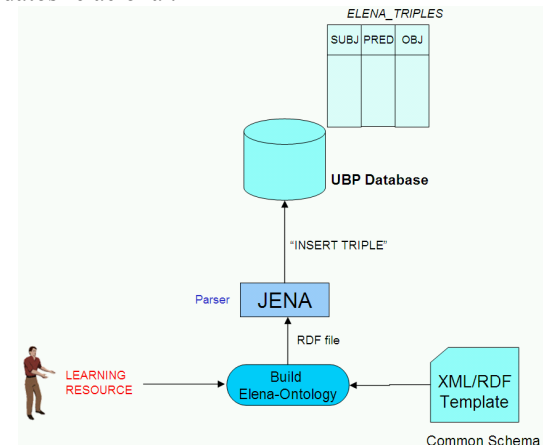 ELENA_TRIPLES
SUBJ PRED OBJ
UBP Database
"INSERT TRIPLE"
Parser
JENA
RDF file
LEARNING
RESOURCE
Build
Elena-Ontology
XML/RDF
Template
Common Schema